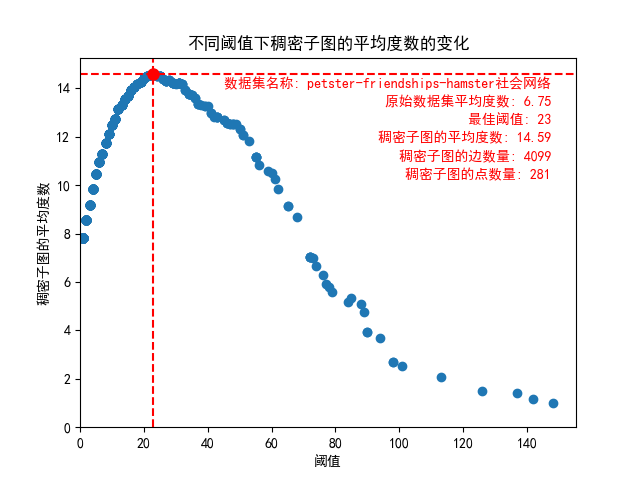 不同阈值下稠密子图的平均度数的变化
数据集名称: petster-friendships-hamster社会网络
原始数据集平均度数: 6.75
最佳阈值: 23
稠密子图的平均度数: 14.59
稠密子图的边数量: 4099
稠密子图的点数量: 281
稠密子图的平均度数
14
12
10
8
6
4
2
0
0 20 40 60 80 100 120 140
阈值